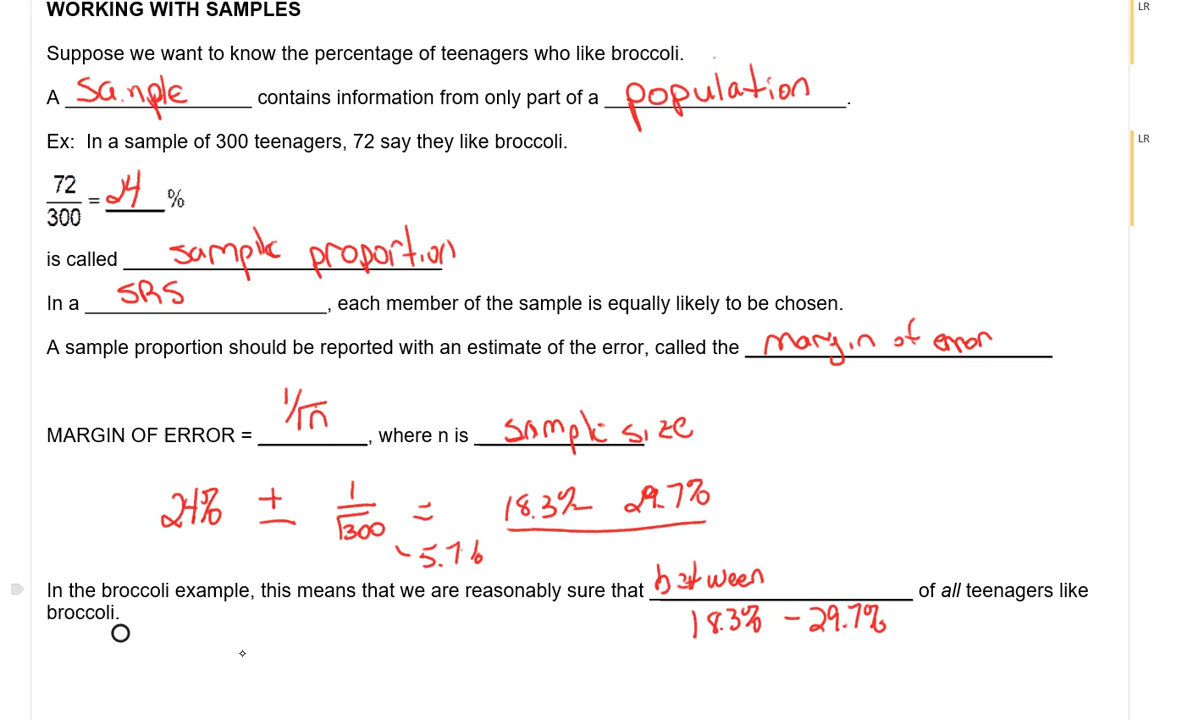 WORKING WITH SAMPLES
LR
Suppose we want to know the percentage of teenagers who like broccoli.
A sample contains information from only part of a population.
Ex: In a sample of 300 teenagers, 72 say they like broccoli.
LR
72/300 = 24 %
is called sample proportion
In a SRS, each member of the sample is equally likely to be chosen.
A sample proportion should be reported with an estimate of the error, called the margin of error
MARGIN OF ERROR = 1/√n, where n is sample size
24% ± 1/√300 = 18.3% 29.7%
In the broccoli example, this means that we are reasonably sure that between of all teenagers like
broccoli.
18.3% - 29.7%